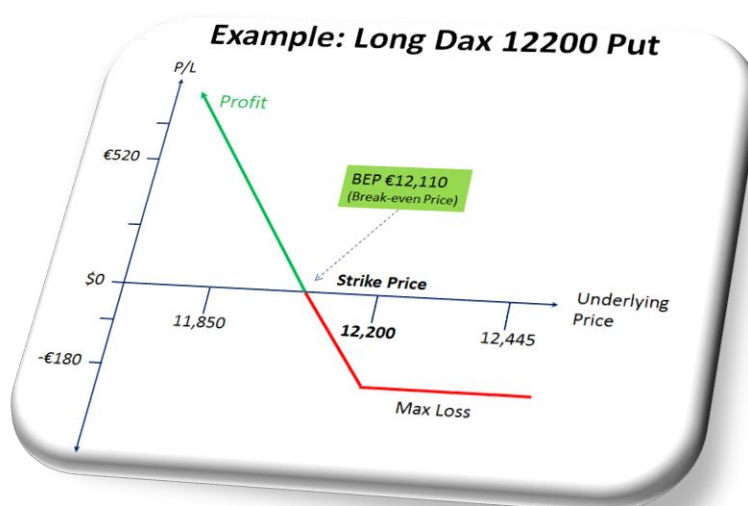 Example: Long Dax 12200 Put
P/L
Profit
€520
BEP €12,110
(Break-even Price)
$0
Strike Price
Underlying
Price
11,850
12,200
12,445
-€180
Max Loss